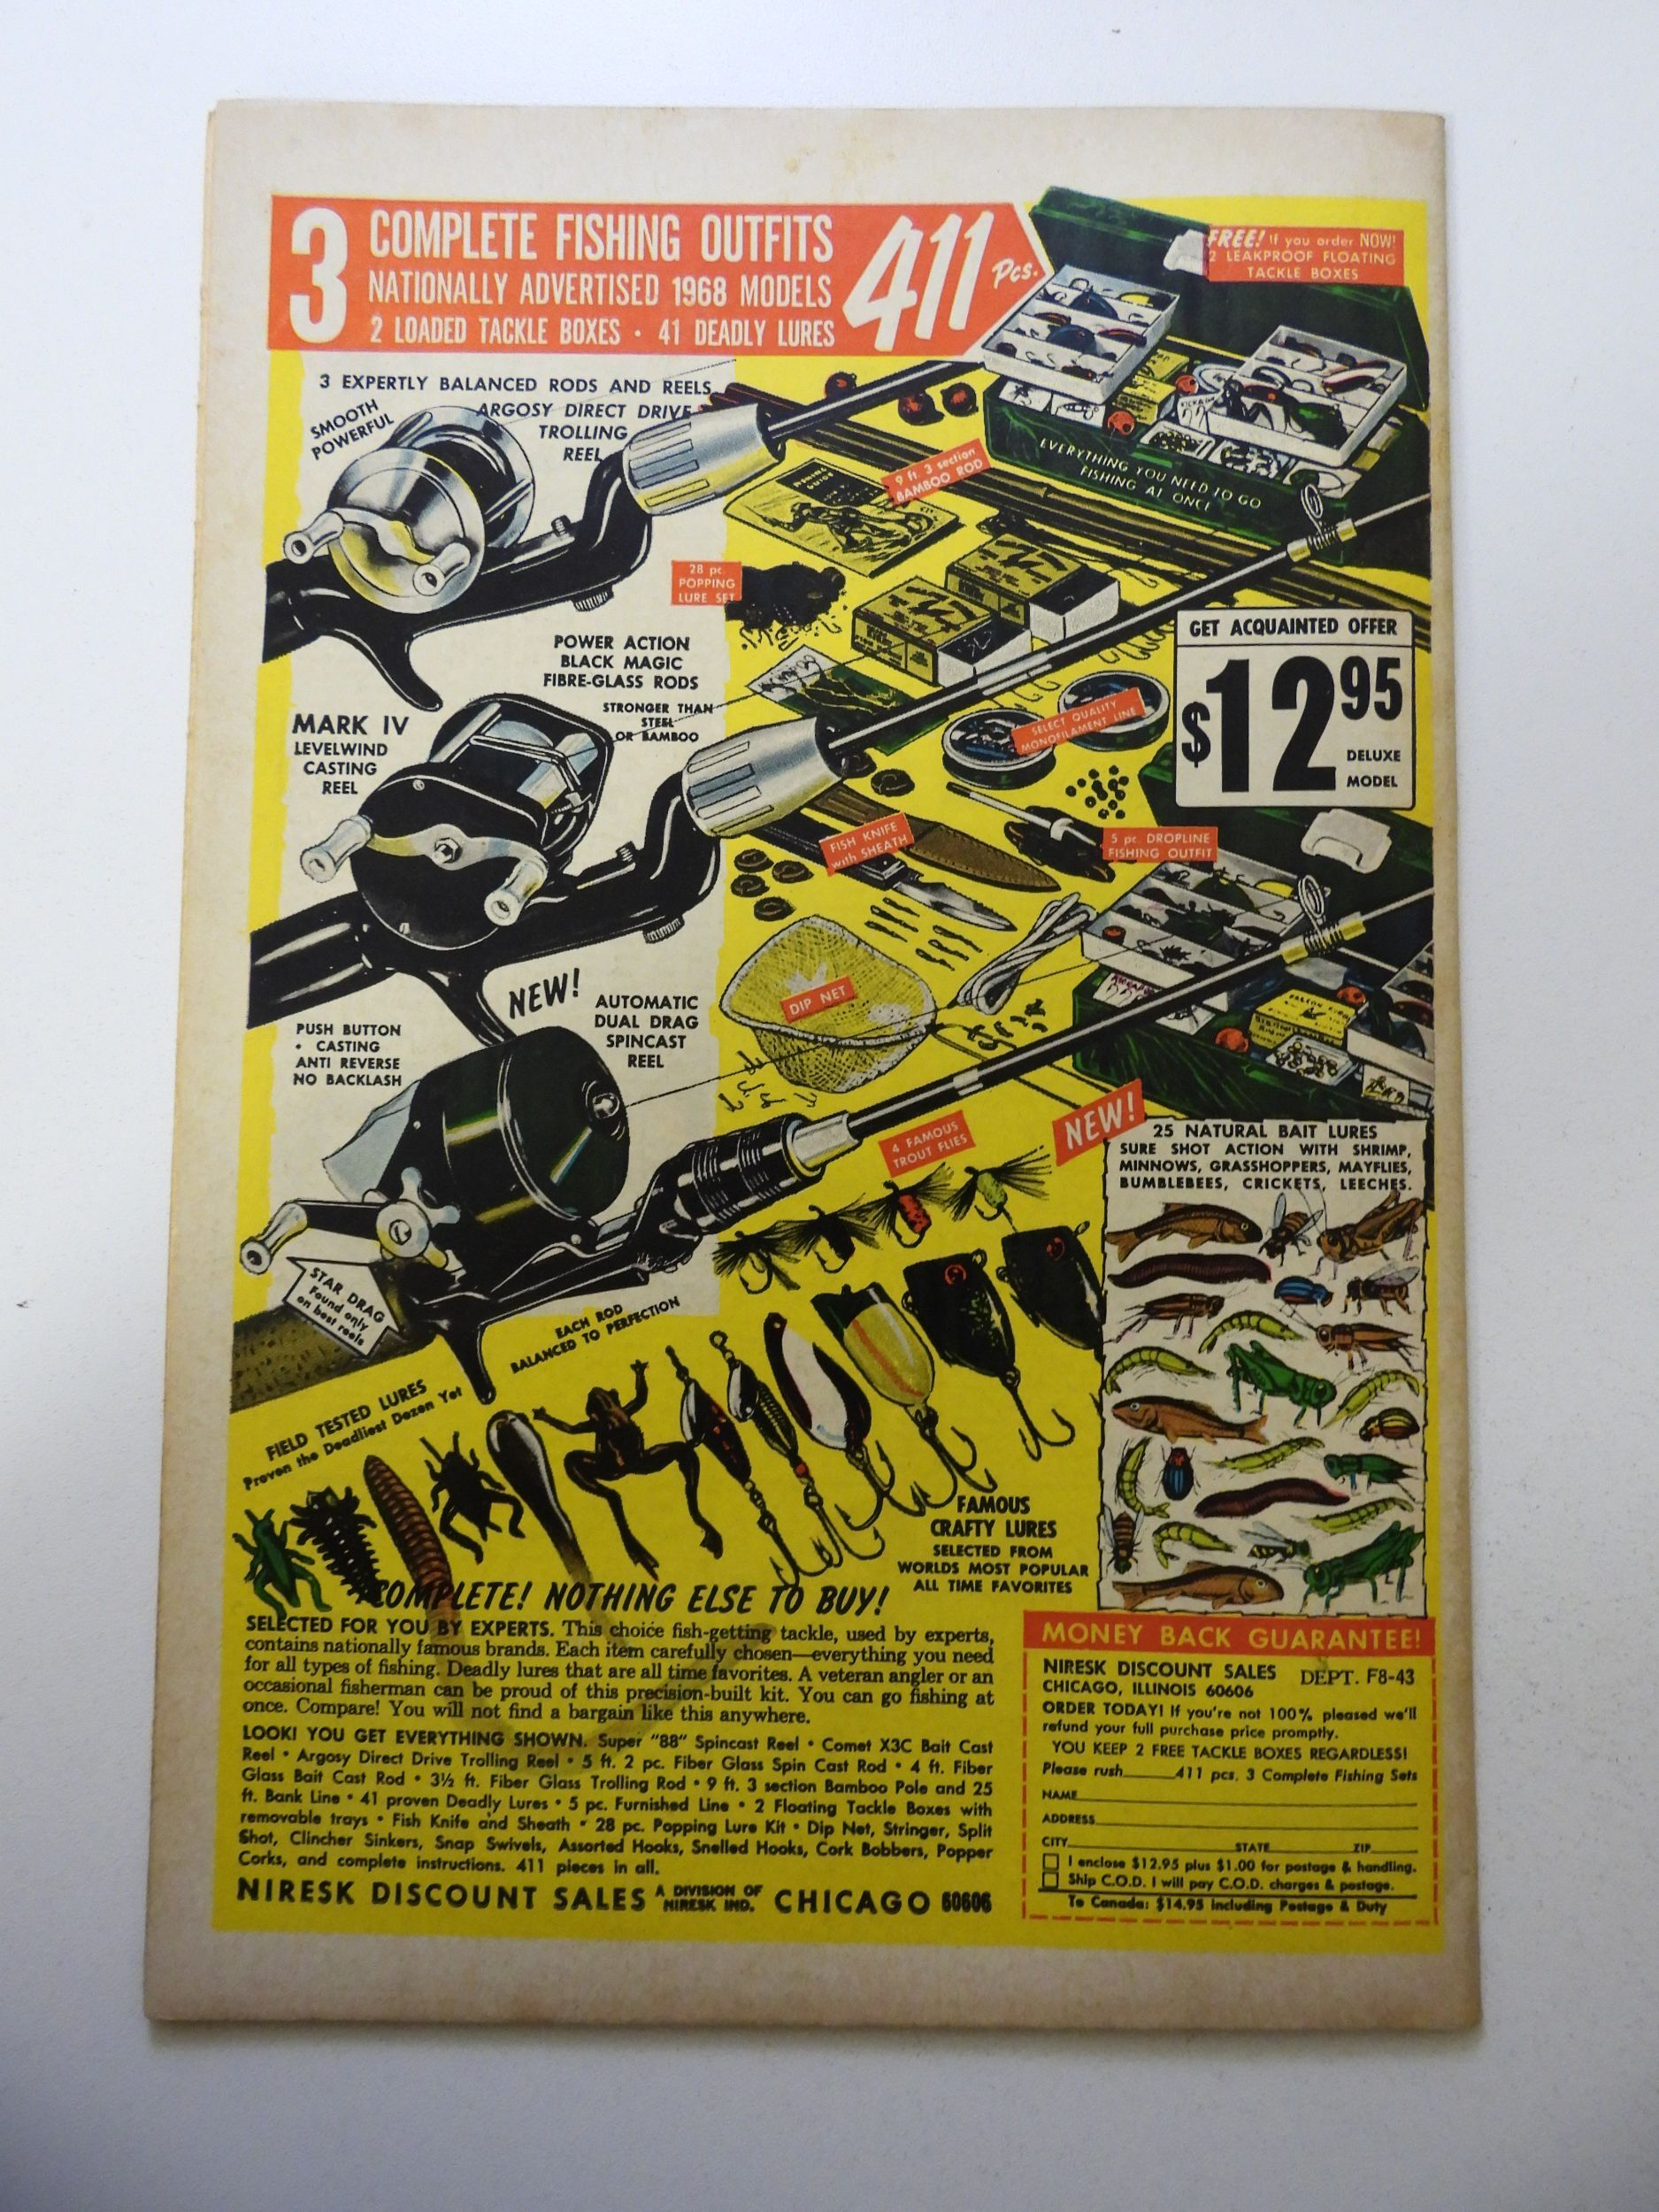 3
COMPLETE FISHING OUTFITS
NATIONALLY ADVERTISED 1968 MODELS
2 LOADED TACKLE BOXES · 41 DEADLY LURES
411 Pcs.
FREE! If you order NOW!
2 LEAKPROOF FLOATING
TACKLE BOXES
3 EXPERTLY BALANCED RODS AND REELS
SMOOTH
POWERFUL
ARGOSY DIRECT DRIVE
TROLLING
REEL
9 ft. 3 section
BAMBOO ROD
EVERYTHING YOU NEED TO GO
FISHING AT ONCE
28 pc.
POPPING
LURE SET
GET ACQUAINTED OFFER
$12.95
DELUXE
MODEL
POWER ACTION
BLACK MAGIC
FIBRE-GLASS RODS
STRONGER THAN
STEEL
OR BAMBOO
MARK IV
LEVELWIND
CASTING
REEL
SELECT QUALITY
MONOFILAMENT LINE
FISH KNIFE
with SHEATH
5 pc. DROPLINE
FISHING OUTFIT
DIP NET
NEW!
AUTOMATIC
DUAL DRAG
SPINCAST
REEL
PUSH BUTTON
• CASTING
ANTI REVERSE
NO BACKLASH
4 FAMOUS
TROUT FLIES
NEW!
25 NATURAL BAIT LURES
SURE SHOT ACTION WITH SHRIMP,
MINNOWS, GRASSHOPPERS, MAYFLIES,
BUMBLEBEES, CRICKETS, LEECHES.
STAR DRAG
Found only
on best reels
EACH ROD
BALANCED TO PERFECTION
FIELD TESTED LURES
Proven the Deadliest Dozen Yet
FAMOUS
CRAFTY LURES
SELECTED FROM
WORLDS MOST POPULAR
ALL TIME FAVORITES
COMPLETE! NOTHING ELSE TO BUY!
SELECTED FOR YOU BY EXPERTS. This choice fish-getting tackle, used by experts,
contains nationally famous brands. Each item carefully chosen—everything you need
for all types of fishing. Deadly lures that are all time favorites. A veteran angler or an
occasional fisherman can be proud of this precision-built kit. You can go fishing at
once. Compare! You will not find a bargain like this anywhere.
LOOK! YOU GET EVERYTHING SHOWN. Super "88" Spincast Reel • Comet X3C Bait Cast
Reel • Argosy Direct Drive Trolling Reel • 5 ft. 2 pc. Fiber Glass Spin Cast Rod • 4 ft. Fiber
Glass Bait Cast Rod • 3½ ft. Fiber Glass Trolling Rod • 9 ft. 3 section Bamboo Pole and 25
ft. Bank Line • 41 proven Deadly Lures • 5 pc. Furnished Line • 2 Floating Tackle Boxes with
removable trays • Fish Knife and Sheath • 28 pc. Popping Lure Kit • Dip Net, Stringer, Split
Shot, Clincher Sinkers, Snap Swivels, Assorted Hooks, Snelled Hooks, Cork Bobbers, Popper
Corks, and complete instructions. 411 pieces in all.
NIRESK DISCOUNT SALES A DIVISION OF NIRESK IND. CHICAGO 60606
MONEY BACK GUARANTEE!
NIRESK DISCOUNT SALES DEPT. F8-43
CHICAGO, ILLINOIS 60606
ORDER TODAY! If you're not 100% pleased we'll
refund your full purchase price promptly.
YOU KEEP 2 FREE TACKLE BOXES REGARDLESS!
Please rush______411 pcs. 3 Complete Fishing Sets
NAME
ADDRESS
CITY STATE ZIP
I enclose $12.95 plus $1.00 for postage & handling.
Ship C.O.D. I will pay C.O.D. charges & postage.
To Canada: $14.95 Including Postage & Duty